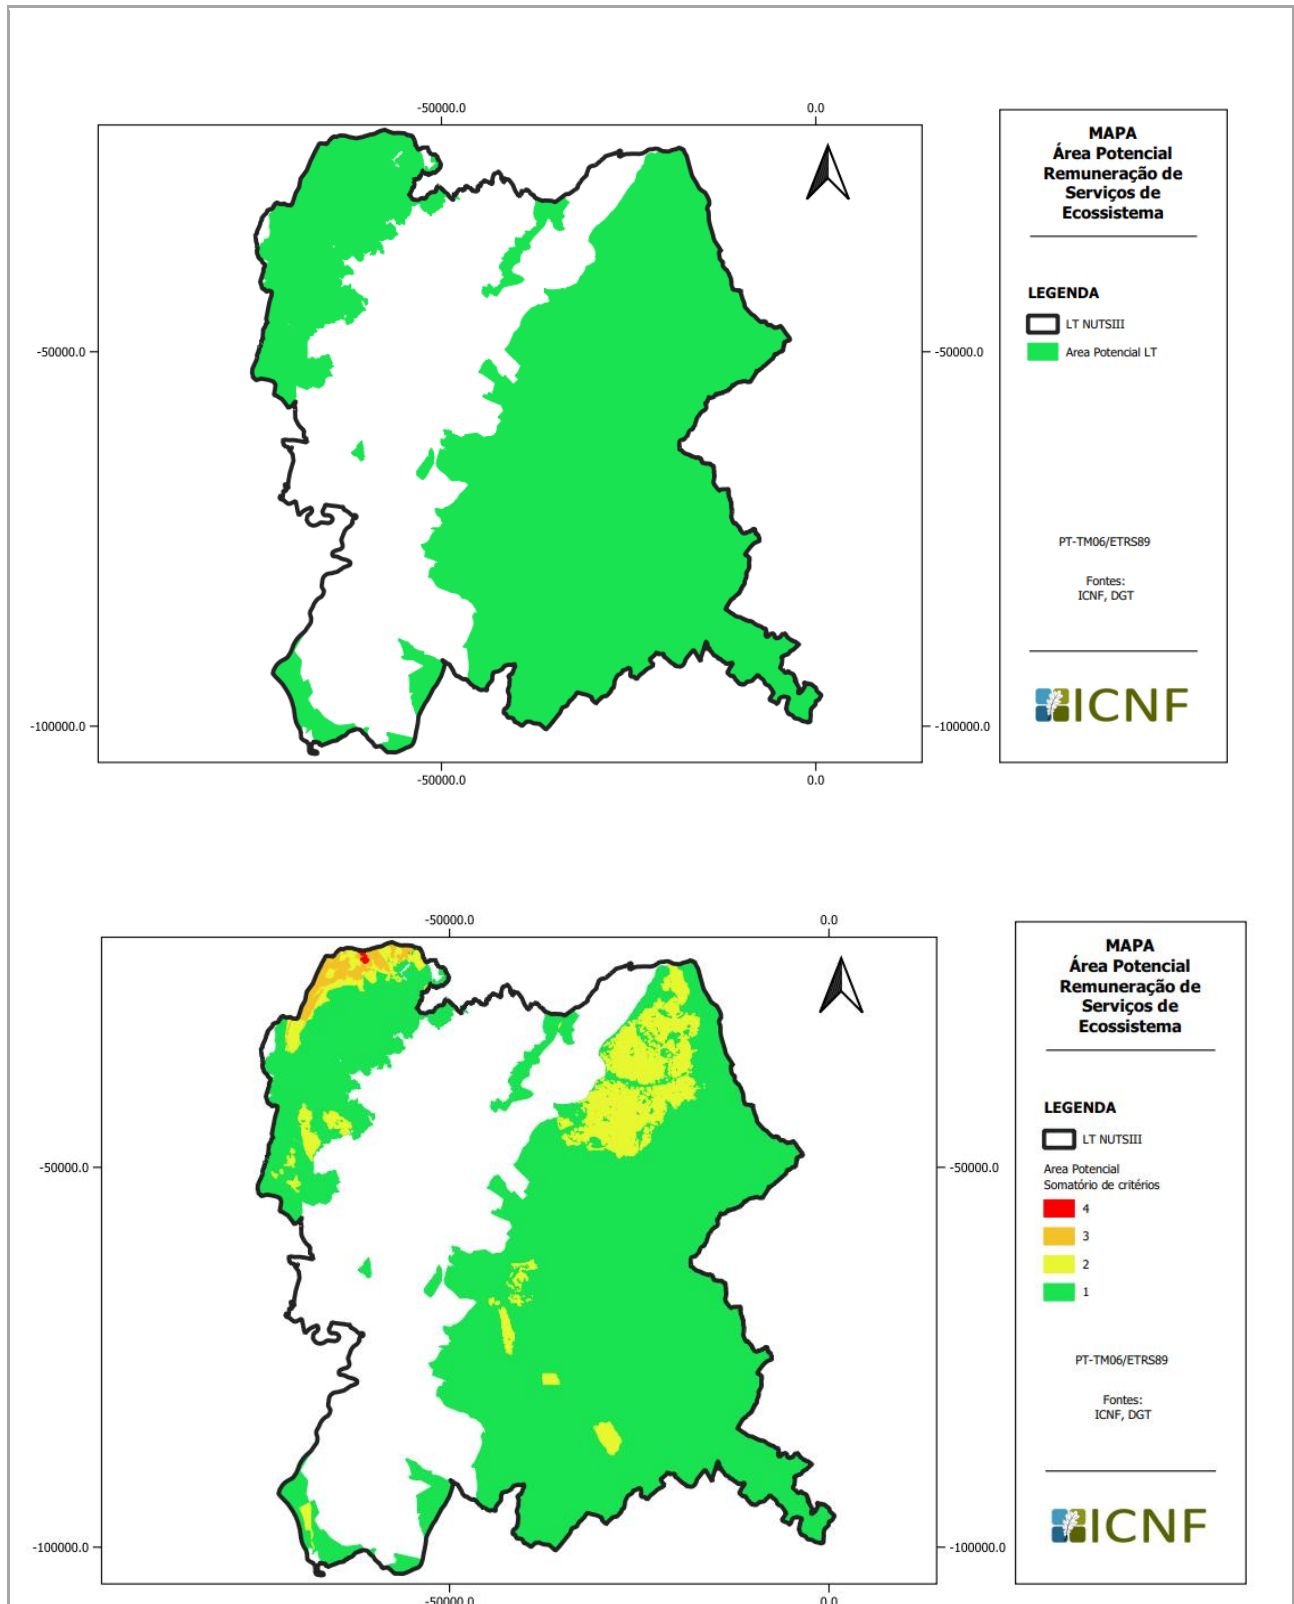 -50000.0
0.0
-50000.0
-50000.0
-100000.0
-100000.0
-50000.0
0.0
MAPA
Área Potencial
Remuneração de
Serviços de
Ecossistema
LEGENDA
LT NUTSIII
Area Potencial LT
PT-TM06/ETRS89
Fontes:
ICNF, DGT
ICNF
-50000.0
0.0
-50000.0
-50000.0
-100000.0
-100000.0
-50000.0
0.0
MAPA
Área Potencial
Remuneração de
Serviços de
Ecossistema
LEGENDA
LT NUTSIII
Area Potencial
Somatório de critérios
4
3
2
1
PT-TM06/ETRS89
Fontes:
ICNF, DGT
ICNF